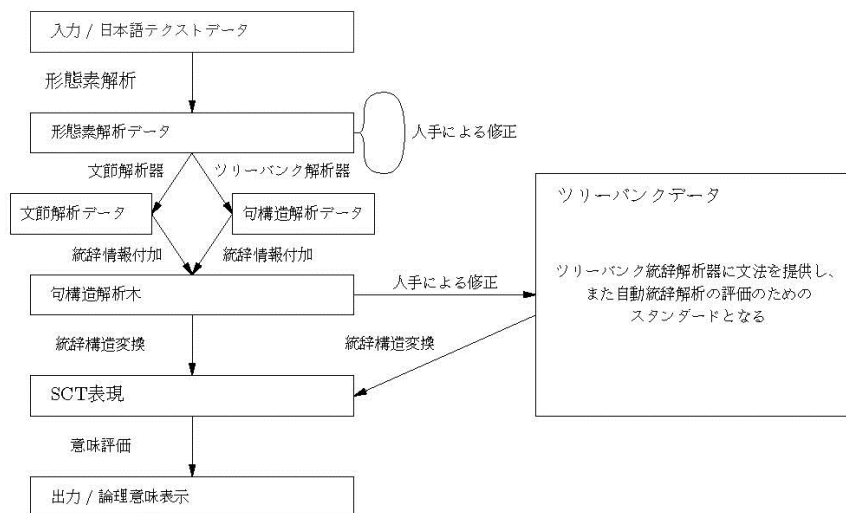 入力 / 日本語テクストデータ
形態素解析
形態素解析データ
人手による修正
文節解析器
ツリーバンク解析器
文節解析データ
句構造解析データ
統辞情報付加
統辞情報付加
句構造解析木
人手による修正
ツリーバンクデータ
ツリーバンク統辞解析器に文法を提供し、
また自動統辞解析の評価のための
スタンダードとなる
統辞構造変換
統辞構造変換
SCT表現
意味評価
出力 / 論理意味表示